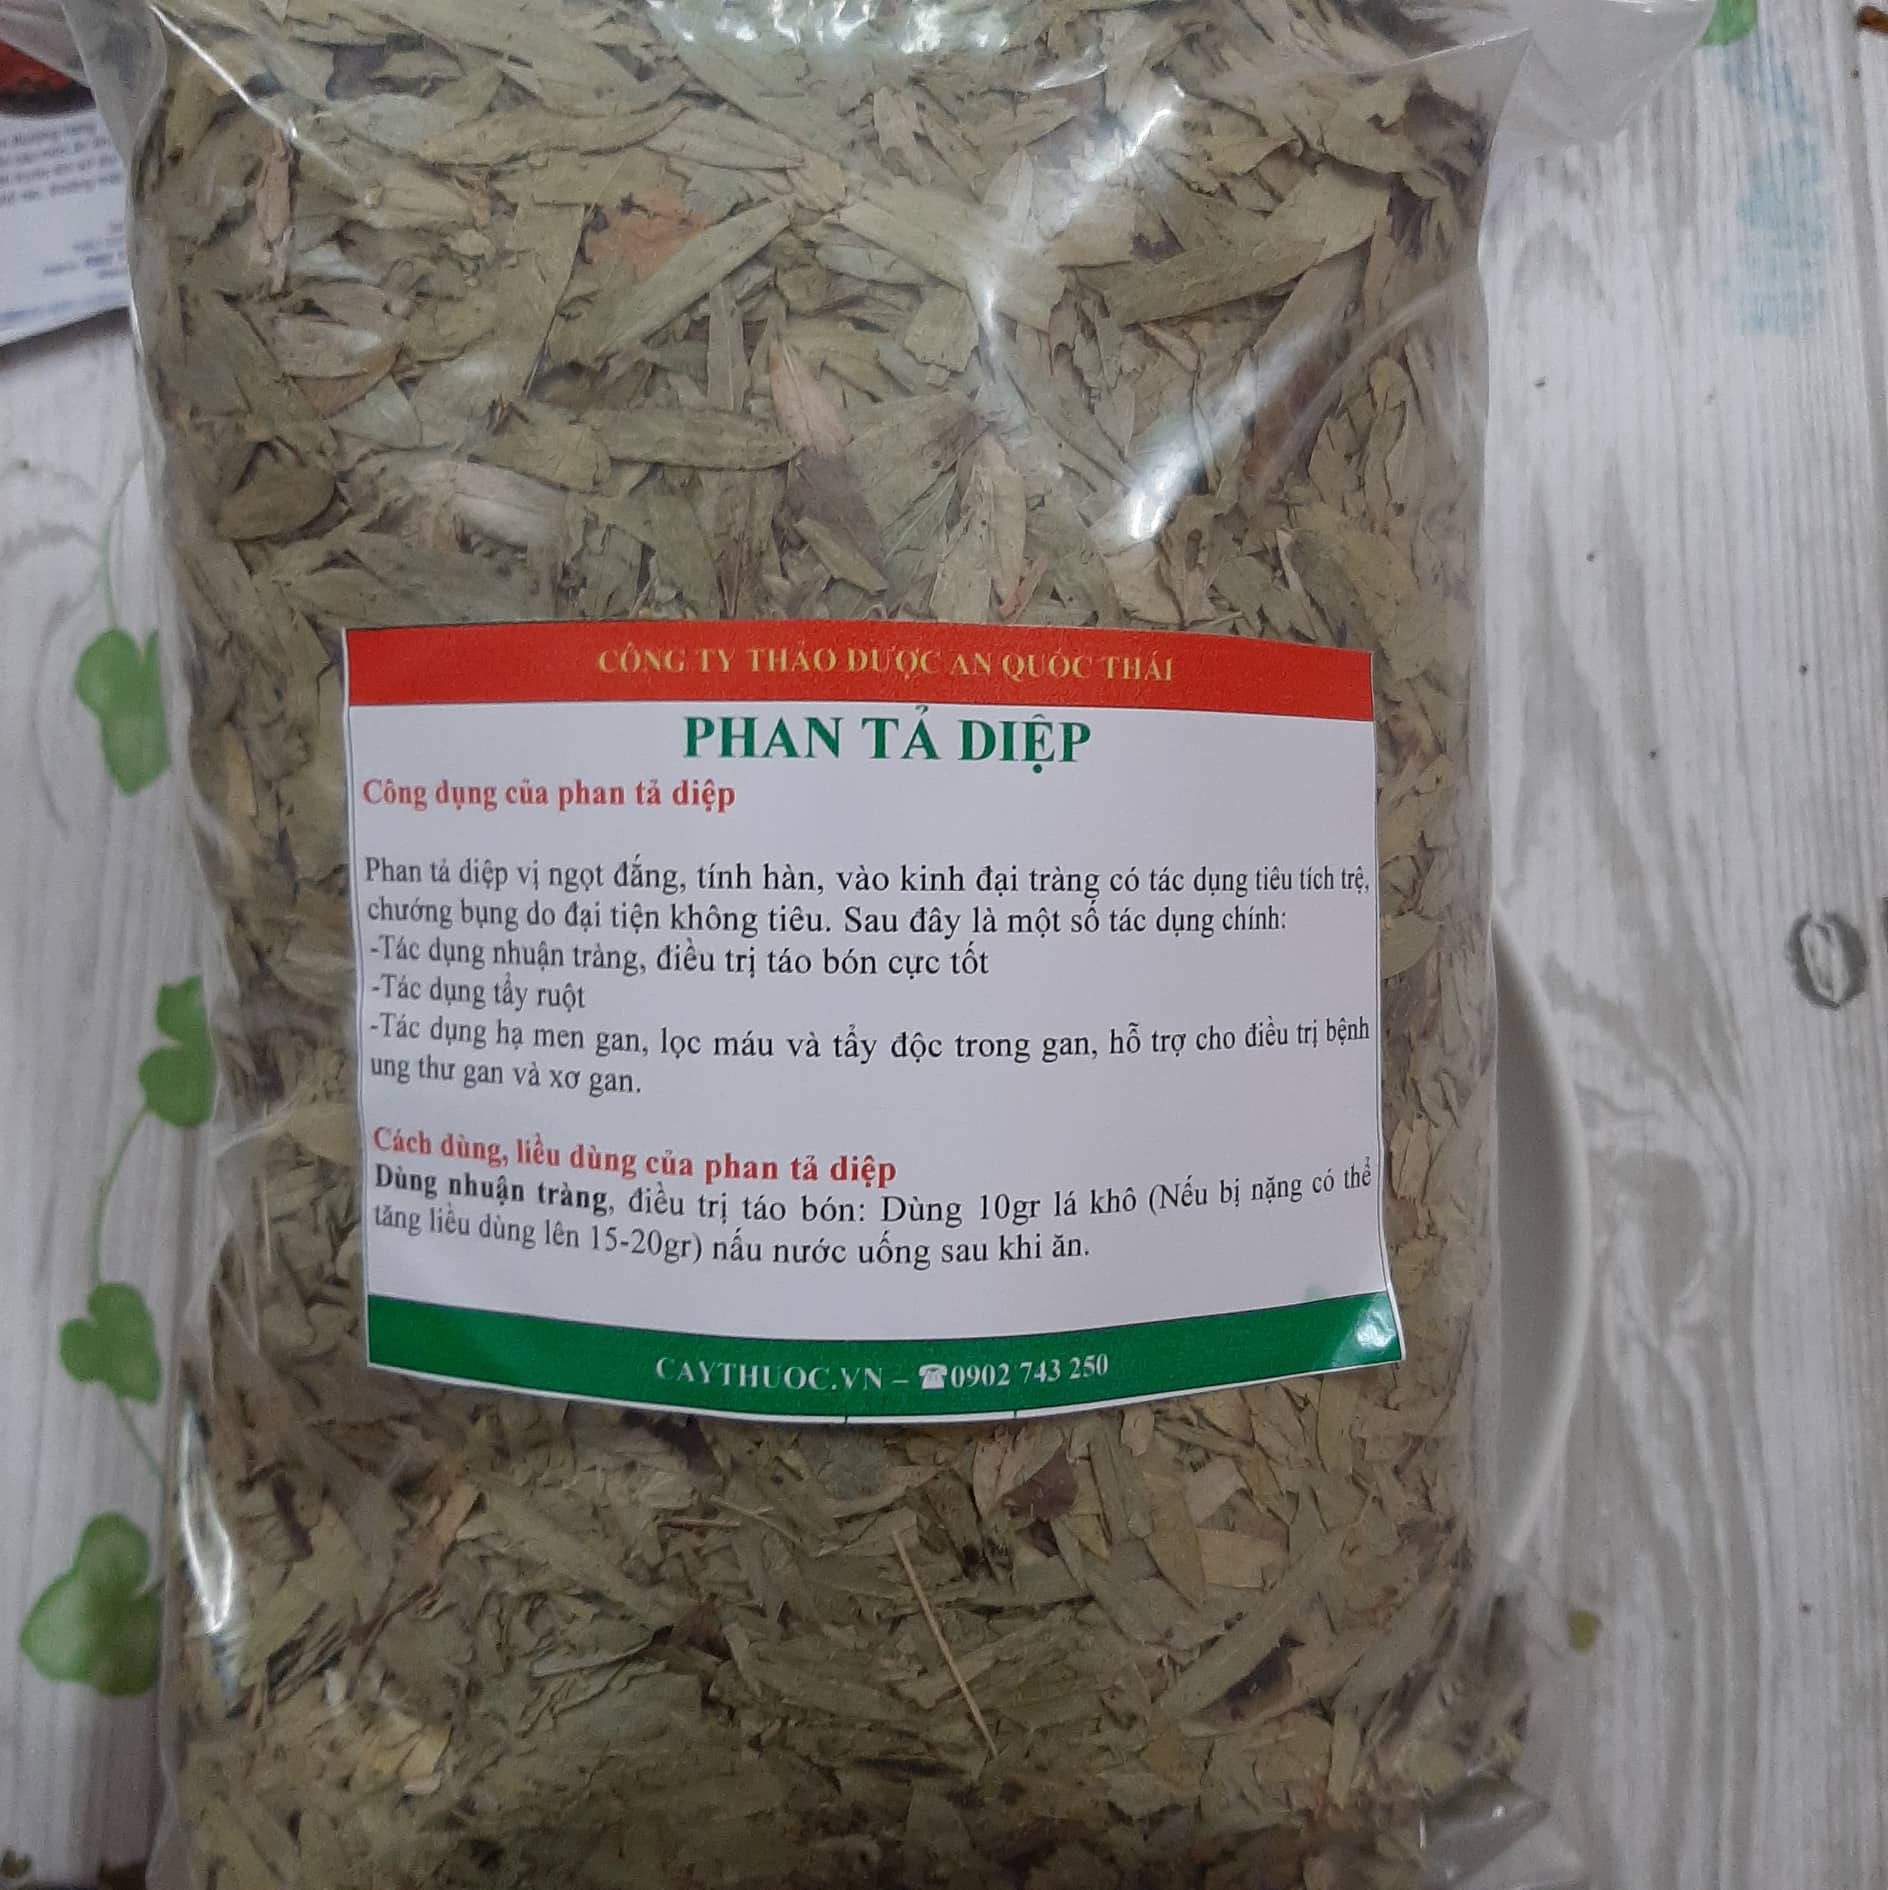 CÔNG TY THẢO DƯỢC AN QUỐC THÁI
PHAN TẢ DIỆP
Công dụng của phan tả diệp
Phan tả diệp vị ngọt đắng, tính hàn, vào kinh đại tràng có tác dụng tiêu tích trệ,
chướng bụng do đại tiện không tiêu. Sau đây là một số tác dụng chính:
-Tác dụng nhuận tràng, điều trị táo bón cực tốt
-Tác dụng tẩy ruột
-Tác dụng hạ men gan, lọc máu và tẩy độc trong gan, hỗ trợ cho điều trị bệnh
ung thư gan và xơ gan.
Cách dùng, liều dùng của phan tả diệp
Dùng nhuận tràng, điều trị táo bón: Dùng 10gr lá khô (Nếu bị nặng có thể
tăng liều dùng lên 15-20gr) nấu nước uống sau khi ăn.
CAYTHUOC.VN – ☎0902 743 250